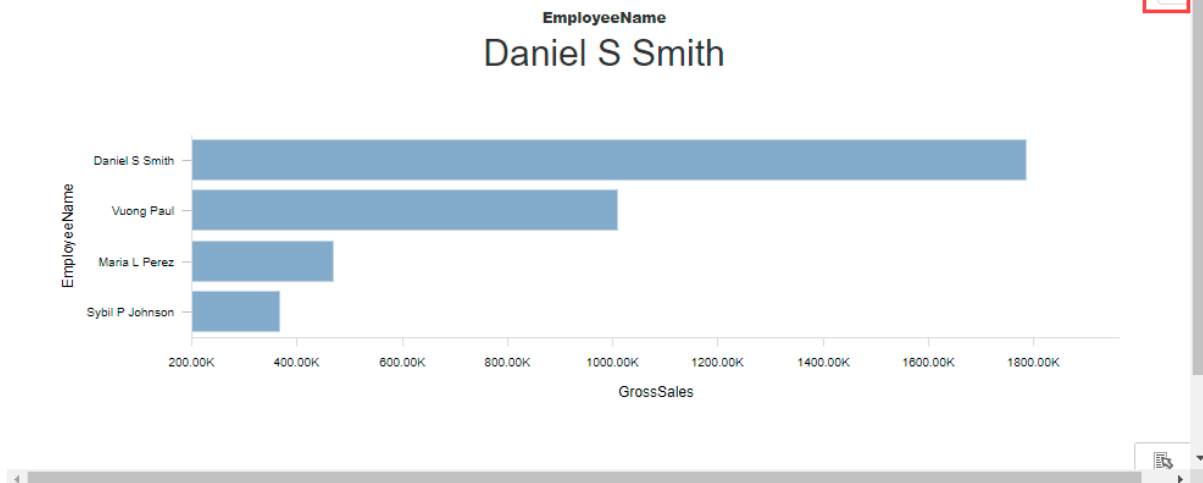 EmployeeName
Daniel S Smith
EmployeeName
Daniel S Smith
Vuong Paul
Maria L Perez
Sybil P Johnson
200.00K 400.00K 600.00K 800.00K 1000.00K 1200.00K 1400.00K 1600.00K 1800.00K
GrossSales